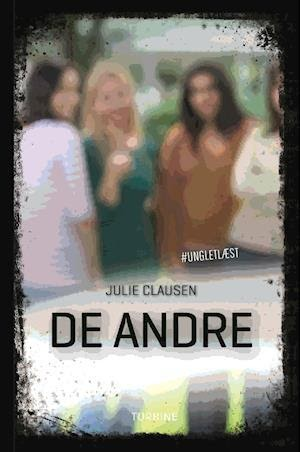 #UNGLETLÆST
JULIE CLAUSEN
DE ANDRE
TURBINE